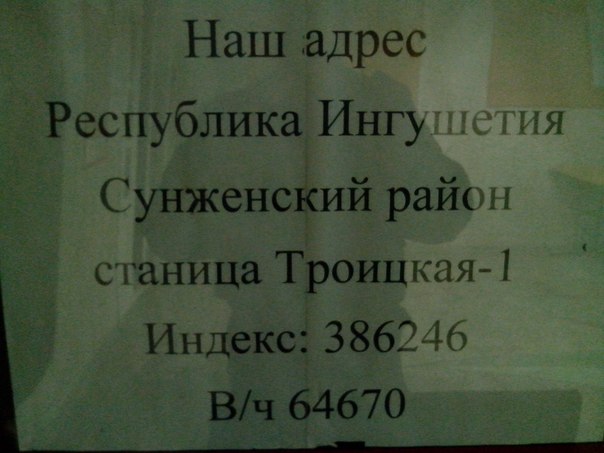 Наш адрес
Республика Ингушетия
Сунженский район
станица Троицкая-1
Индекс: 386246
В/ч 64670